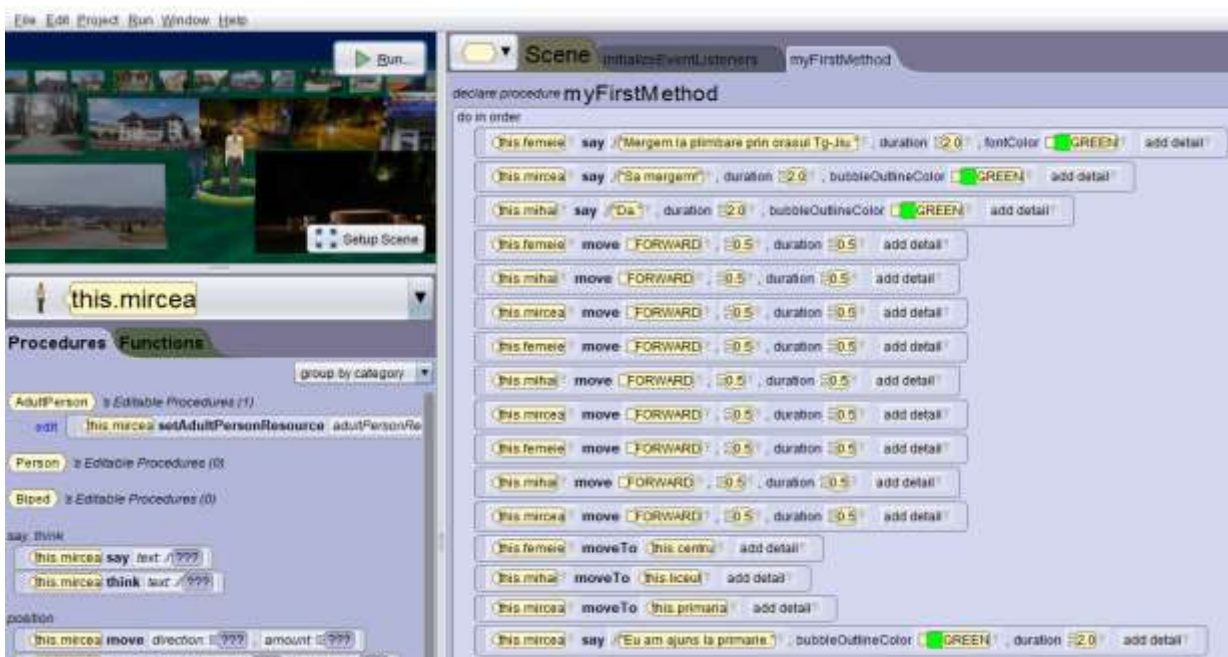 File Edit Project Run Window Help
Run...
Setup Scene
this.mircea
Procedures Functions
group by category
AdultPerson 's Editable Procedures (1)
edit this.mircea setAdultPersonResource adultPersonRe
Person 's Editable Procedures (0)
Biped 's Editable Procedures (0)
say, think
this.mircea say text ???
this.mircea think text ???
position
this.mircea move direction ??? , amount ???
Scene initializeEventListeners myFirstMethod
declare procedure myFirstMethod
do in order
this.femeie say "Mergem la plimbare prin orasul Tg-Jiu" , duration 2.0 , fontColor GREEN add detail
this.mircea say "Sa mergem!" , duration 2.0 , bubbleOutlineColor GREEN add detail
this.mihai say "Da" , duration 2.0 , bubbleOutlineColor GREEN add detail
this.femeie move FORWARD , 0.5 , duration 0.5 add detail
this.mihai move FORWARD , 0.5 , duration 0.5 add detail
this.mircea move FORWARD , 0.5 , duration 0.5 add detail
this.femeie move FORWARD , 0.5 , duration 0.5 add detail
this.mihai move FORWARD , 0.5 , duration 0.5 add detail
this.mircea move FORWARD , 0.5 , duration 0.5 add detail
this.femeie move FORWARD , 0.5 , duration 0.5 add detail
this.mihai move FORWARD , 0.5 , duration 0.5 add detail
this.mircea move FORWARD , 0.5 , duration 0.5 add detail
this.femeie moveTo this.centru add detail
this.mihai moveTo this.liceul add detail
this.mircea moveTo this.primaria add detail
this.mircea say "Eu am ajuns la primarie." , bubbleOutlineColor GREEN , duration 2.0 add detail